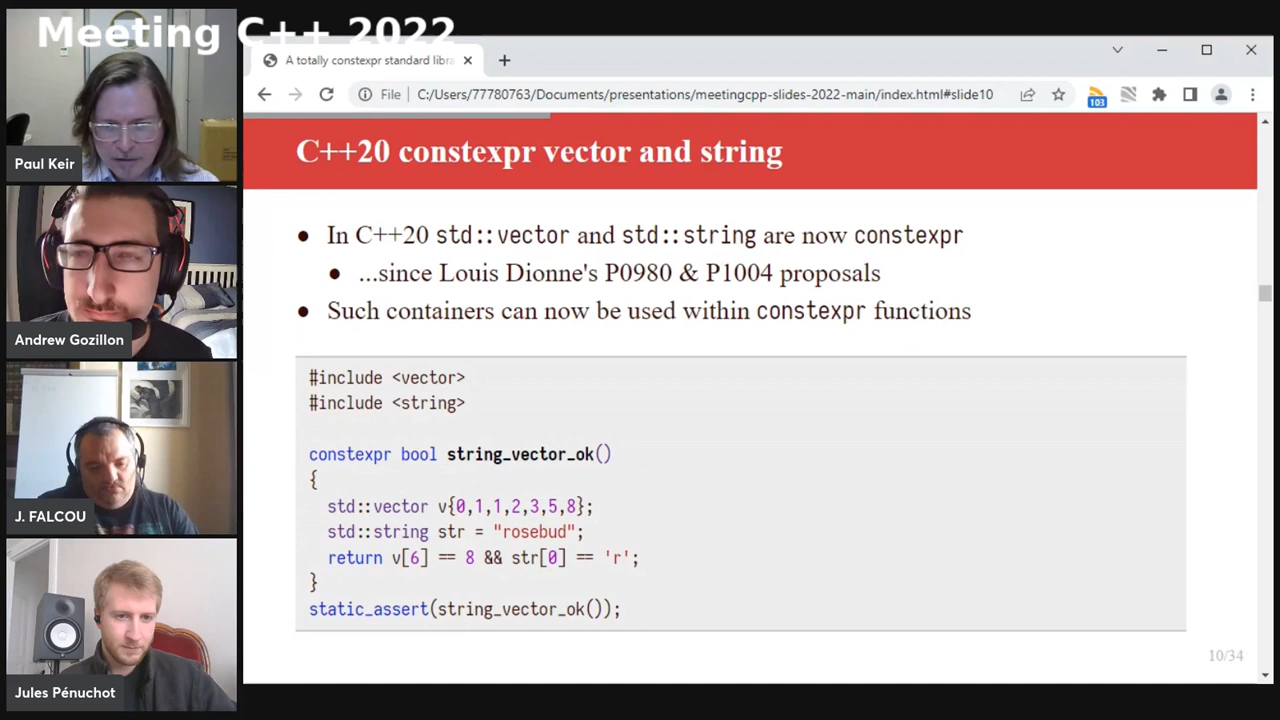 Meeting C++ 2022
Paul Keir
Andrew Gozillon
J. FALCOU
Jules Pénuchot
A totally constexpr standard libra
File
C:/Users/77780763/Documents/presentations/meetingcpp-slides-2022-main/index.html#slide10
103
C++20 constexpr vector and string
In C++20 std::vector and std::string are now constexpr
...since Louis Dionne's P0980 & P1004 proposals
Such containers can now be used within constexpr functions
#include <vector>
#include <string>
constexpr bool string_vector_ok()
{
std::vector v{0,1,1,2,3,5,8};
std::string str = "rosebud";
return v[6] == 8 && str[0] == 'r';
}
static_assert(string_vector_ok());
10/34